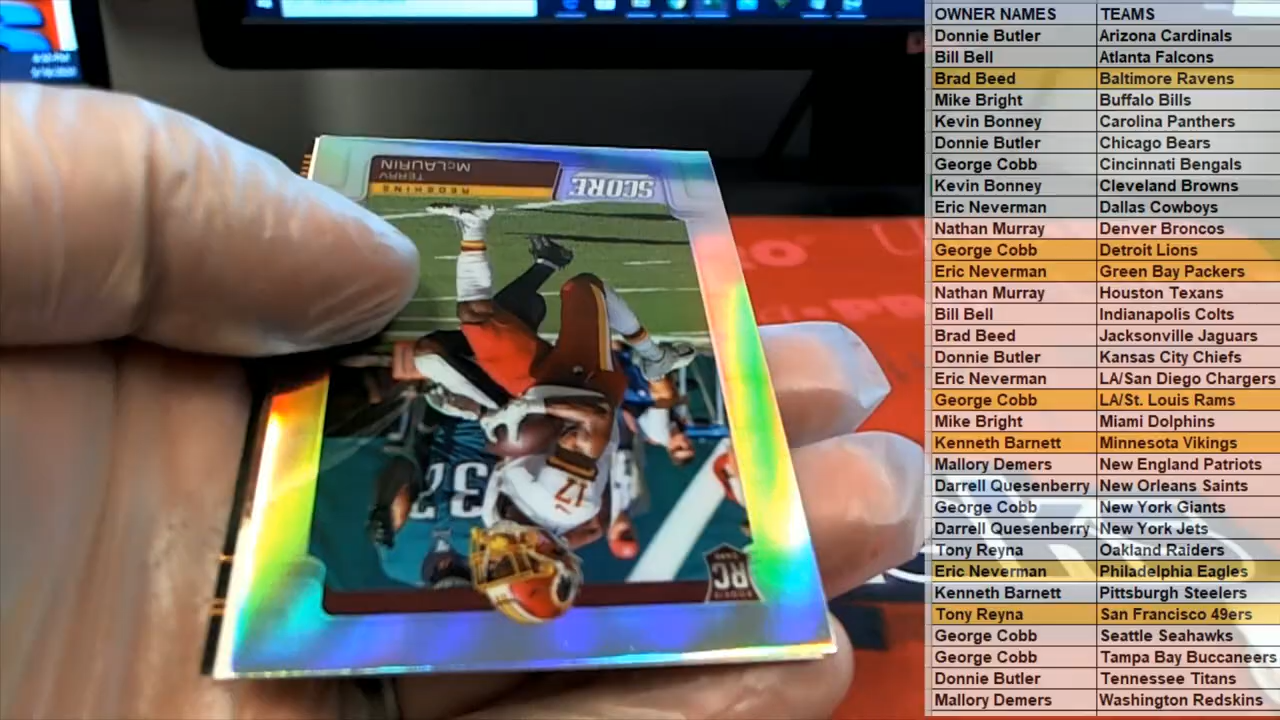 OWNER NAMES TEAMS
Donnie Butler Arizona Cardinals
Bill Bell Atlanta Falcons
Brad Beed Baltimore Ravens
Mike Bright Buffalo Bills
Kevin Bonney Carolina Panthers
Donnie Butler Chicago Bears
George Cobb Cincinnati Bengals
Kevin Bonney Cleveland Browns
Eric Neverman Dallas Cowboys
Nathan Murray Denver Broncos
George Cobb Detroit Lions
Eric Neverman Green Bay Packers
Nathan Murray Houston Texans
Bill Bell Indianapolis Colts
Brad Beed Jacksonville Jaguars
Donnie Butler Kansas City Chiefs
Eric Neverman LA/San Diego Chargers
George Cobb LA/St. Louis Rams
Mike Bright Miami Dolphins
Kenneth Barnett Minnesota Vikings
Mallory Demers New England Patriots
Darrell Quesenberry New Orleans Saints
George Cobb New York Giants
Darrell Quesenberry New York Jets
Tony Reyna Oakland Raiders
Eric Neverman Philadelphia Eagles
Kenneth Barnett Pittsburgh Steelers
Tony Reyna San Francisco 49ers
George Cobb Seattle Seahawks
George Cobb Tampa Bay Buccaneers
Donnie Butler Tennessee Titans
Mallory Demers Washington Redskins
SCORE
REDSKINS
TERRY
McLAURIN
17
32
RC